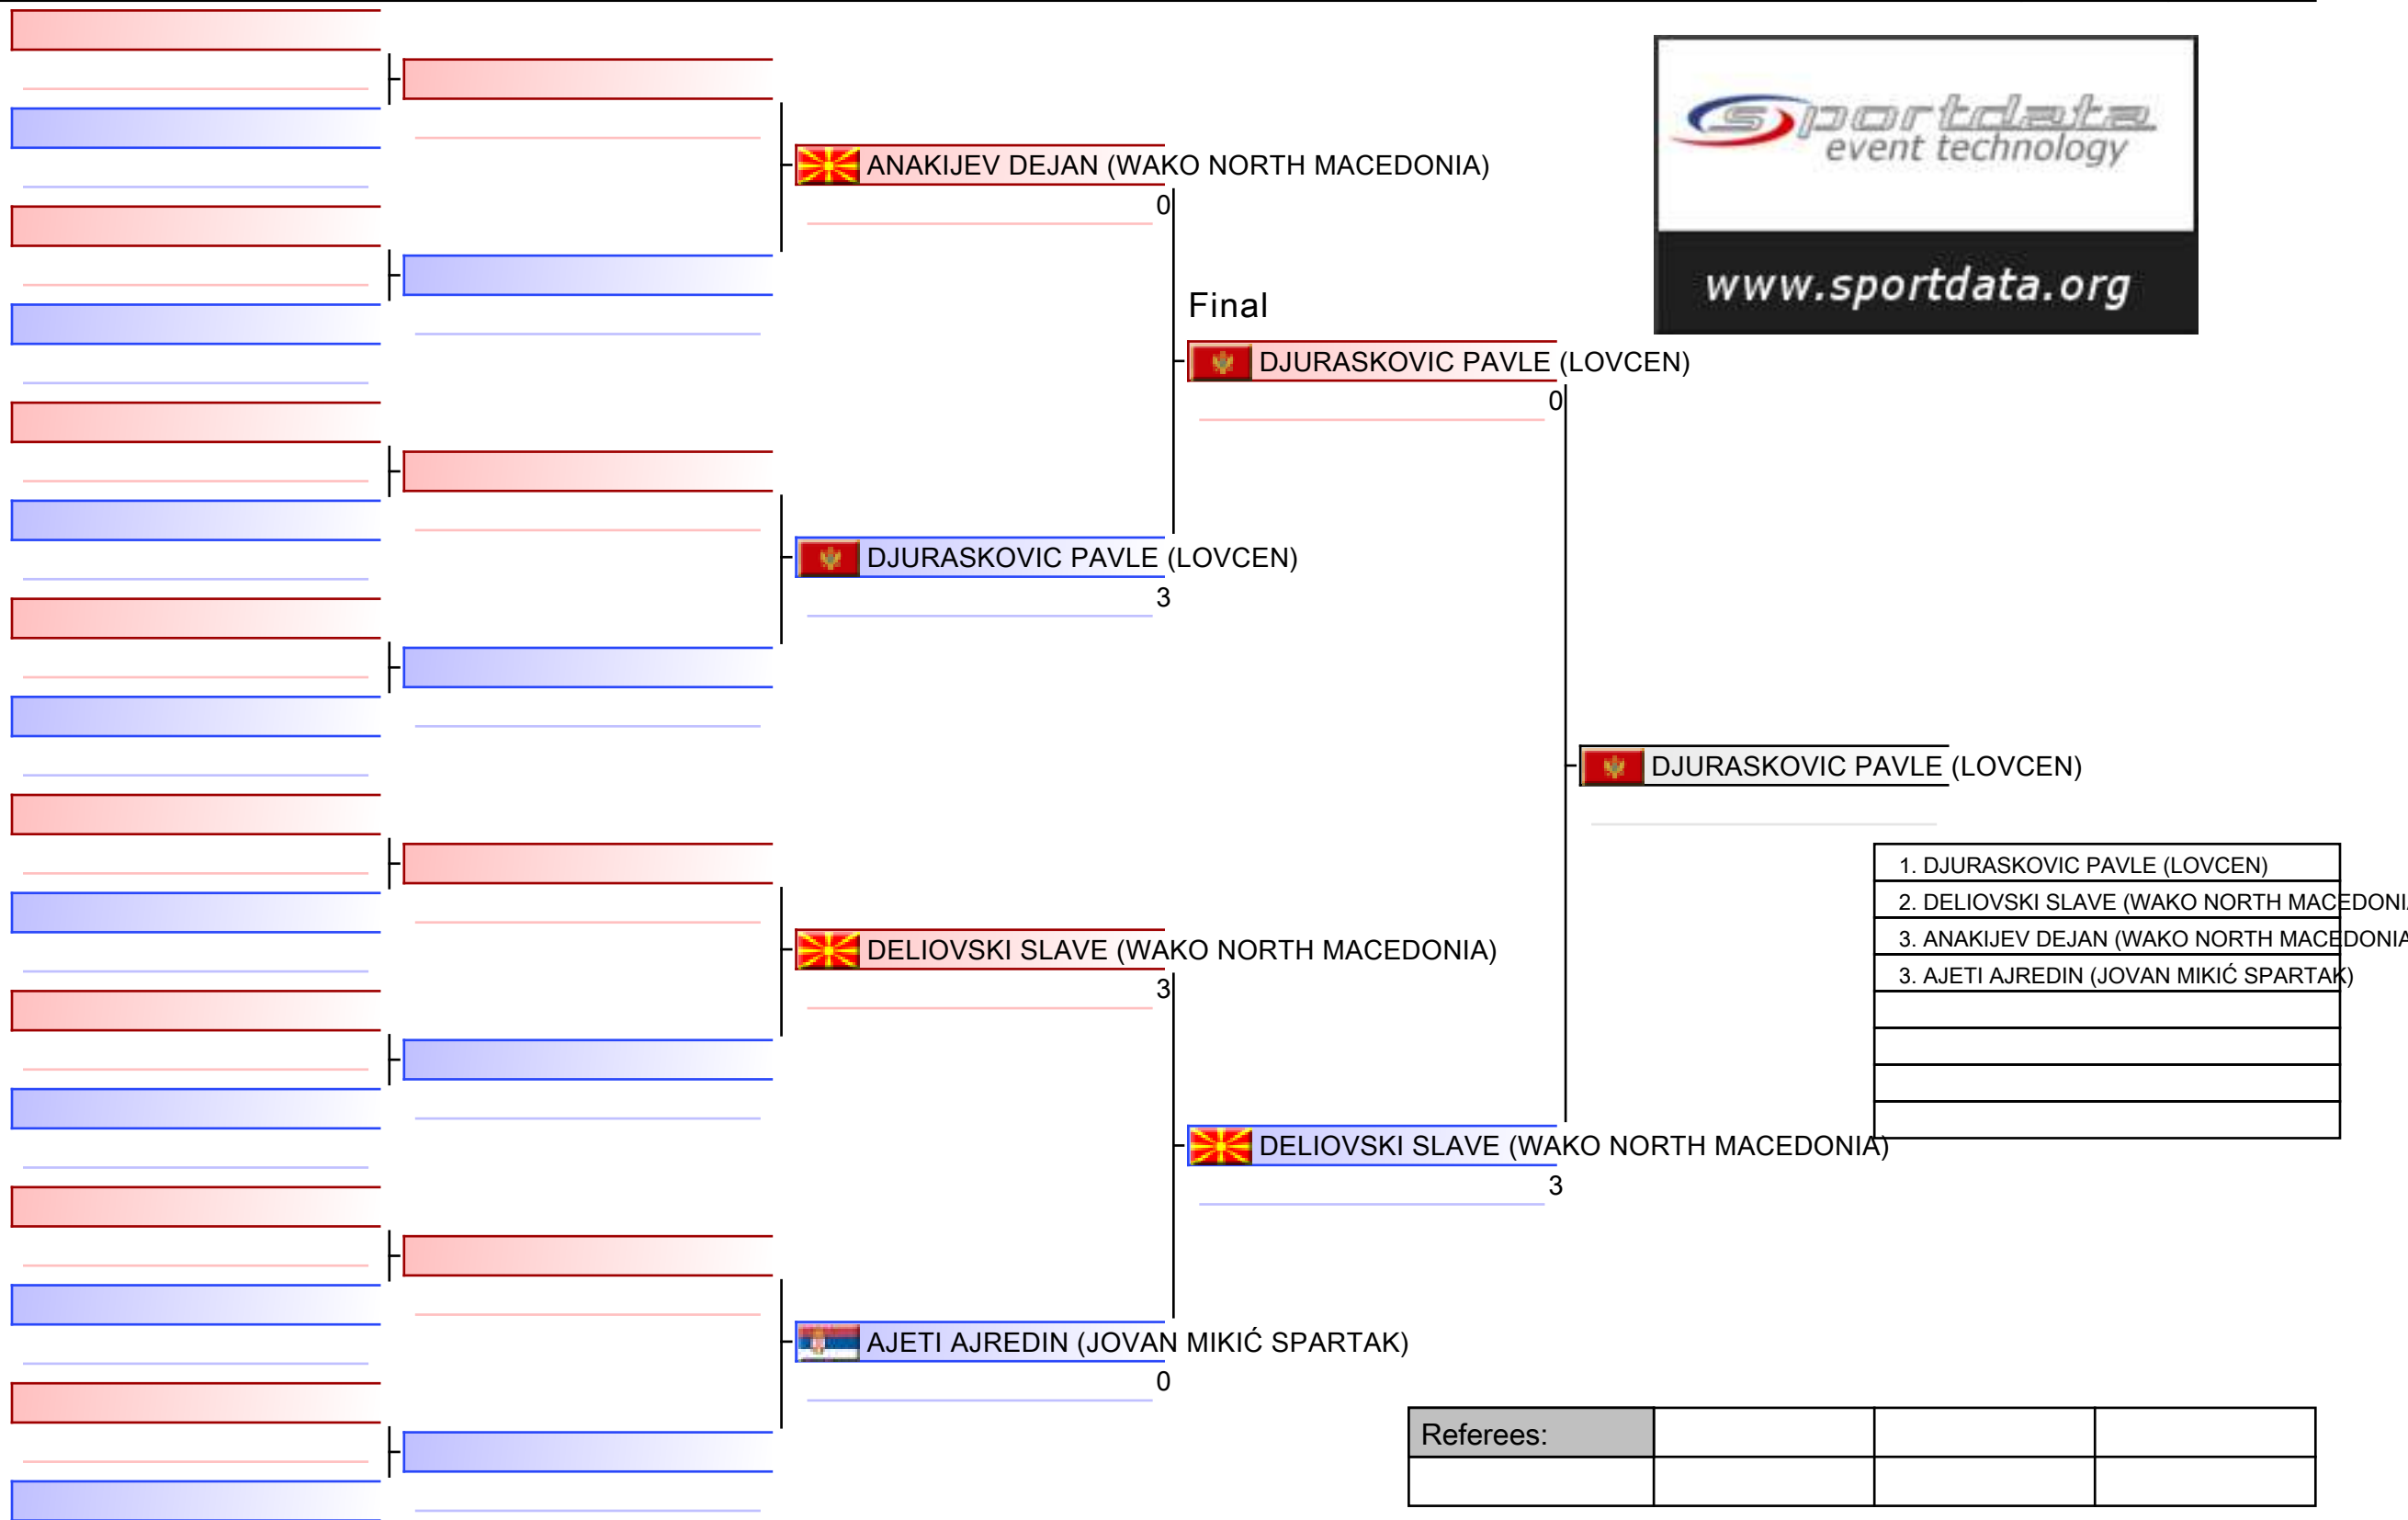 sportdata
event technology
www.sportdata.org
ANAKIJEV DEJAN (WAKO NORTH MACEDONIA)
0
Final
DJURASKOVIC PAVLE (LOVCEN)
0
DJURASKOVIC PAVLE (LOVCEN)
3
DJURASKOVIC PAVLE (LOVCEN)
1. DJURASKOVIC PAVLE (LOVCEN)
2. DELIOVSKI SLAVE (WAKO NORTH MACEDONIA
3. ANAKIJEV DEJAN (WAKO NORTH MACEDONIA
3. AJETI AJREDIN (JOVAN MIKIĆ SPARTAK)
DELIOVSKI SLAVE (WAKO NORTH MACEDONIA)
3
DELIOVSKI SLAVE (WAKO NORTH MACEDONIA)
3
AJETI AJREDIN (JOVAN MIKIĆ SPARTAK)
0
Referees: